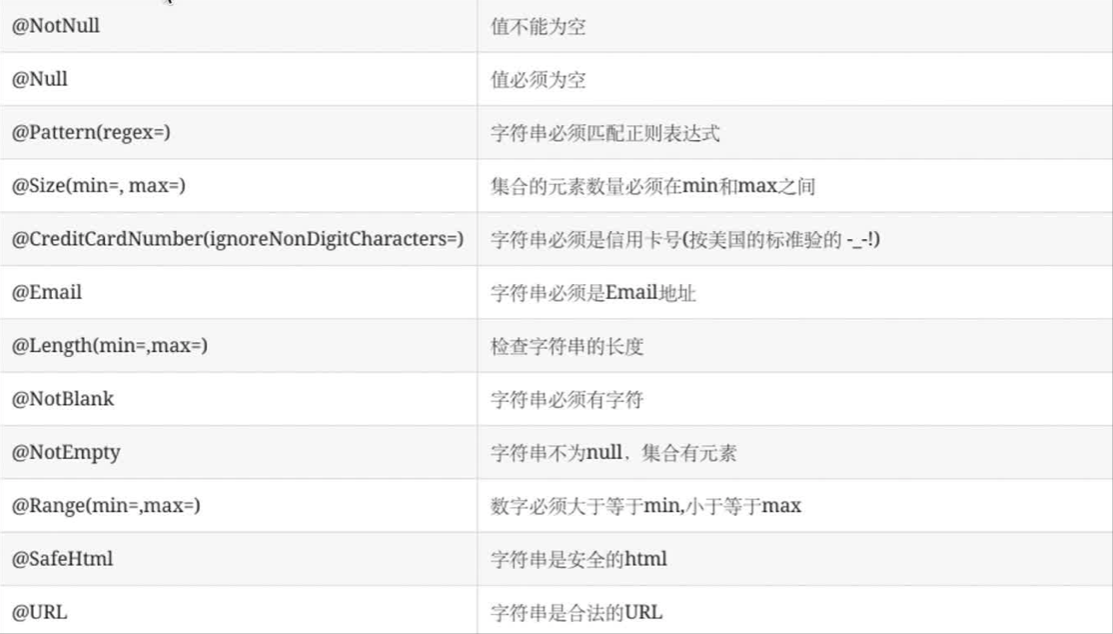 @NotNull 值不能为空
@Null 值必须为空
@Pattern(regex=) 字符串必须匹配正则表达式
@Size(min=, max=) 集合的元素数量必须在min和max之间
@CreditCardNumber(ignoreNonDigitCharacters=) 字符串必须是信用卡号(按美国的标准验的 -_-!)
@Email 字符串必须是Email地址
@Length(min=,max=) 检查字符串的长度
@NotBlank 字符串必须有字符
@NotEmpty 字符串不为null，集合有元素
@Range(min=,max=) 数字必须大于等于min,小于等于max
@SafeHtml 字符串是安全的html
@URL 字符串是合法的URL